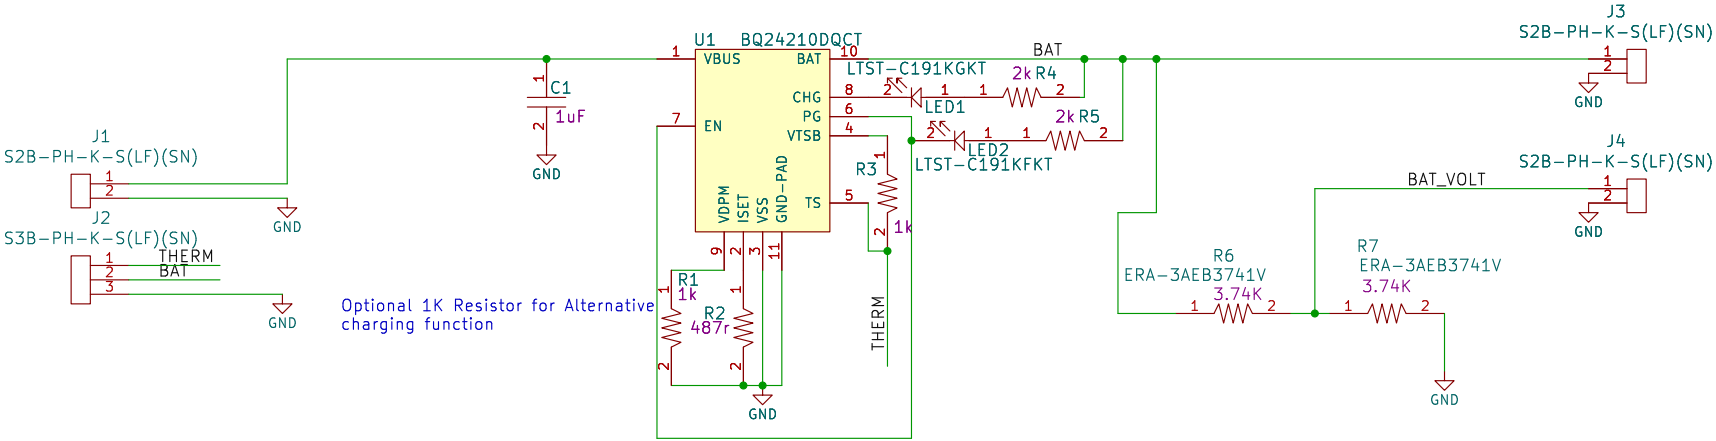 U1
BQ24210DQCT
J3
S2B-PH-K-S(LF)(SN)
1
VBUS
BAT
10
BAT
1
2
GND
LTST-C191KGKT
2k
R4
CHG
8
2
1
1
2
LED1
1
C1
1uF
2
GND
7
EN
PG
6
2k
R5
VTSB
4
2
1
1
2
LED2
LTST-C191KFKT
J1
S2B-PH-K-S(LF)(SN)
1
2
GND
J4
S2B-PH-K-S(LF)(SN)
BAT_VOLT
1
2
GND
R3
1
2
1k
TS
5
VDPM
ISET
VSS
GND-PAD
9
2
3
11
J2
S3B-PH-K-S(LF)(SN)
1
THERM
2
BAT
3
GND
R6
ERA-3AEB3741V
3.74K
1
2
R7
ERA-3AEB3741V
3.74K
1
2
GND
Optional 1K Resistor for Alternative
charging function
R1
1k
1
2
R2
487r
1
2
GND
THERM